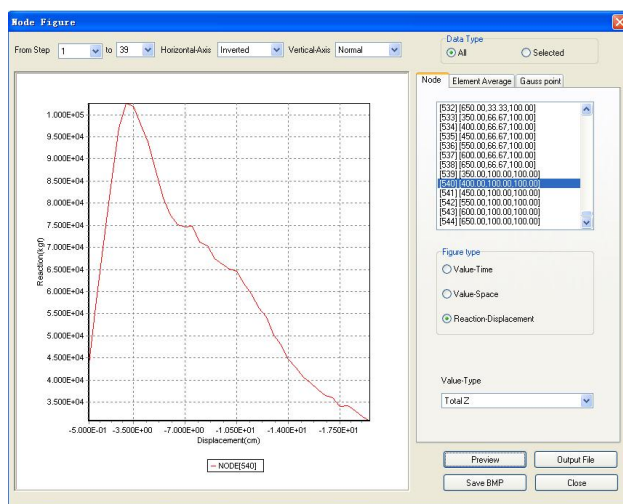 Node Figure
From Step 1 to 39 Horizontal-Axis Inverted Vertical-Axis Normal
Data Type
All Selected
Node Element Average Gauss point
[532] [650.00,33.33,100.00]
[533] [350.00,66.67,100.00]
[534] [400.00,66.67,100.00]
[535] [450.00,66.67,100.00]
[536] [550.00,66.67,100.00]
[537] [600.00,66.67,100.00]
[538] [650.00,66.67,100.00]
[539] [350.00,100.00,100.00]
[540] [400.00,100.00,100.00]
[541] [450.00,100.00,100.00]
[542] [550.00,100.00,100.00]
[543] [600.00,100.00,100.00]
[544] [650.00,100.00,100.00]
Figure type
Value-Time
Value-Space
Reaction-Displacement
Value-Type
Total Z
Preview Output File
Save BMP Close
Reaction(kgf)
1.000E+05
9.500E+04
9.000E+04
8.500E+04
8.000E+04
7.500E+04
7.000E+04
6.500E+04
6.000E+04
5.500E+04
5.000E+04
4.500E+04
4.000E+04
3.500E+04
-5.000E-01 -3.500E+00 -7.000E+00 -1.050E+01 -1.400E+01 -1.750E+01
Displacement(cm)
NODE[540]